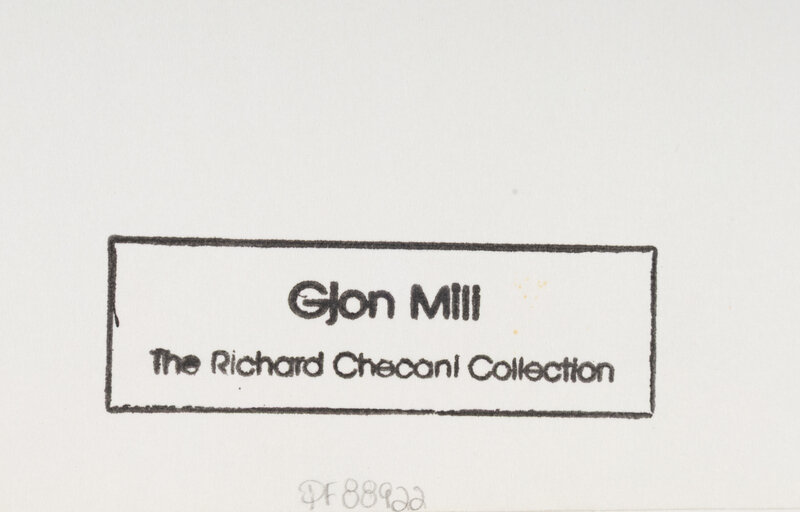 Gjon Mili
The Richard Checani Collection
PF88922